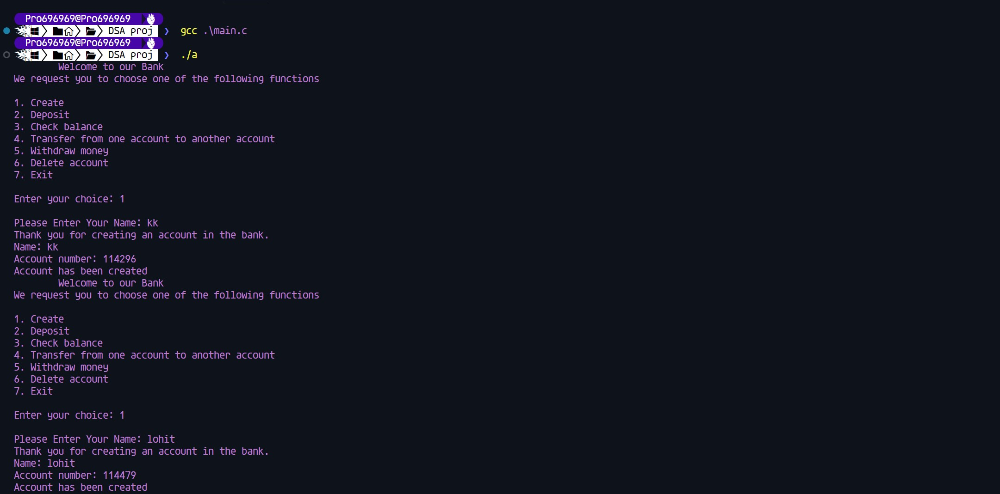 Pro696969@Pro696969
DSA proj ❯ gcc .\main.c
Pro696969@Pro696969
DSA proj ❯ ./a
Welcome to our Bank
We request you to choose one of the following functions
1. Create
2. Deposit
3. Check balance
4. Transfer from one account to another account
5. Withdraw money
6. Delete account
7. Exit
Enter your choice: 1
Please Enter Your Name: kk
Thank you for creating an account in the bank.
Name: kk
Account number: 114296
Account has been created
Welcome to our Bank
We request you to choose one of the following functions
1. Create
2. Deposit
3. Check balance
4. Transfer from one account to another account
5. Withdraw money
6. Delete account
7. Exit
Enter your choice: 1
Please Enter Your Name: lohit
Thank you for creating an account in the bank.
Name: lohit
Account number: 114479
Account has been created